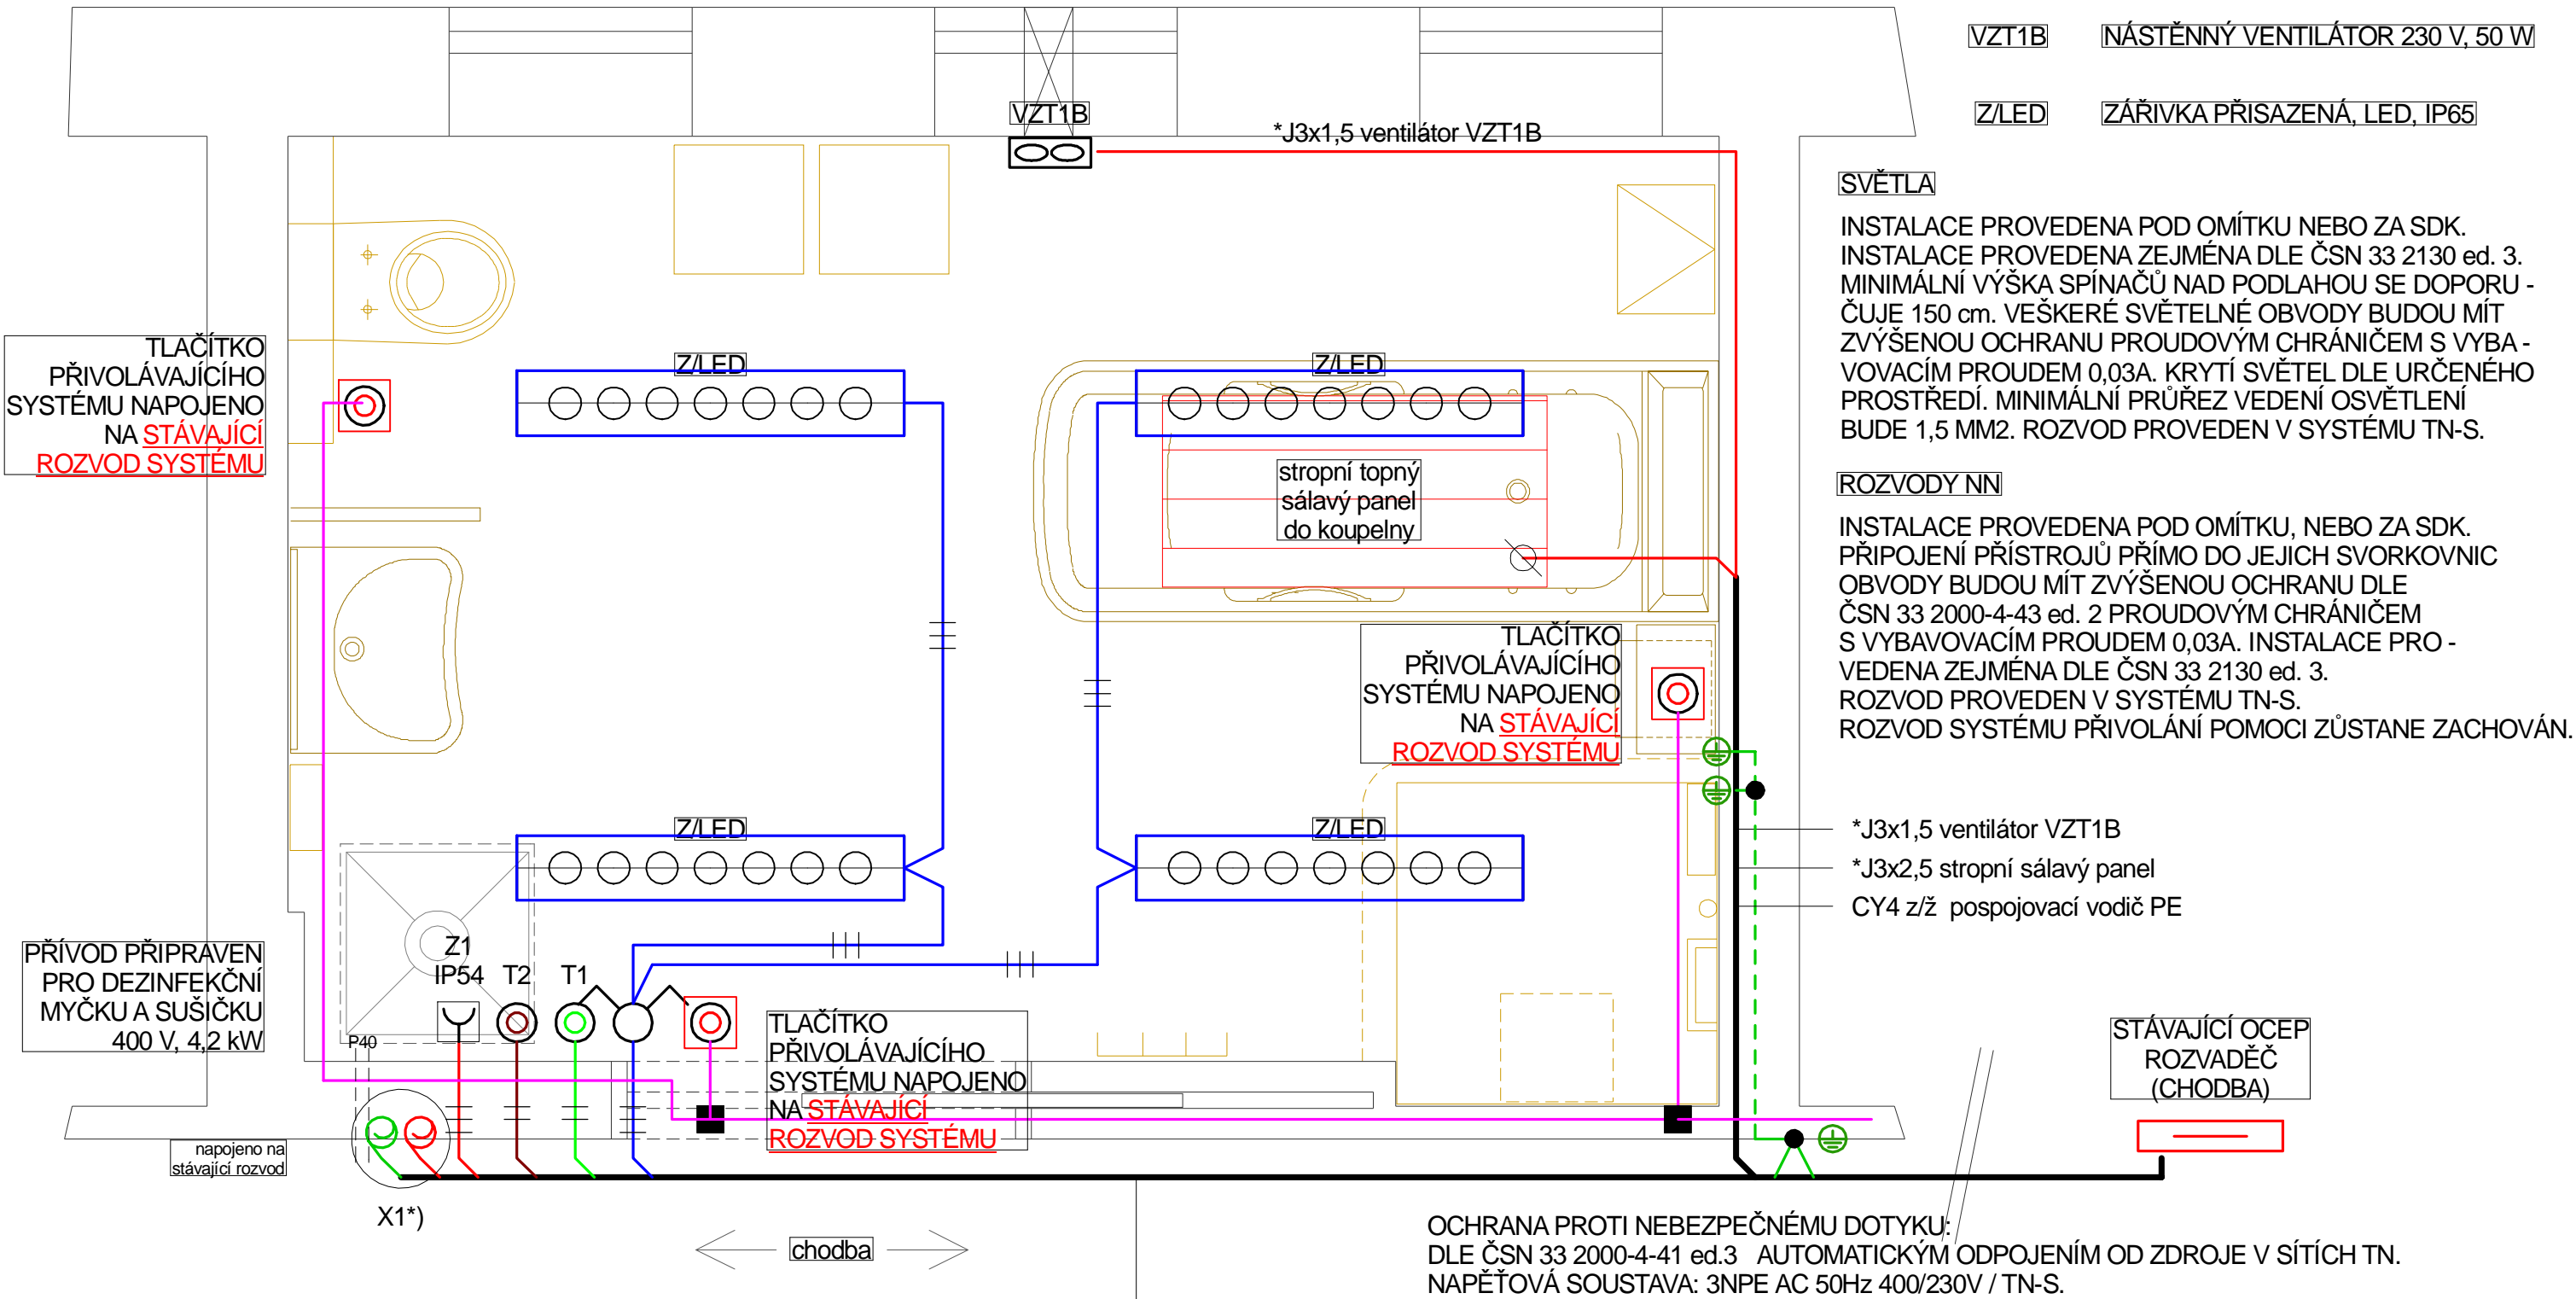 VZT1B NÁSTĚNNÝ VENTILÁTOR 230 V, 50 W
Z/LED ZÁŘIVKA PŘISAZENÁ, LED, IP65
VZT1B
*J3x1,5 ventilátor VZT1B
SVĚTLA
INSTALACE PROVEDENA POD OMÍTKU NEBO ZA SDK.
INSTALACE PROVEDENA ZEJMÉNA DLE ČSN 33 2130 ed. 3.
MINIMÁLNÍ VÝŠKA SPÍNAČŮ NAD PODLAHOU SE DOPORU -
ČUJE 150 cm. VEŠKERÉ SVĚTELNÉ OBVODY BUDOU MÍT
ZVÝŠENOU OCHRANU PROUDOVÝM CHRÁNIČEM S VYBA -
VOVACÍM PROUDEM 0,03A. KRYTÍ SVĚTEL DLE URČENÉHO
PROSTŘEDÍ. MINIMÁLNÍ PRŮŘEZ VEDENÍ OSVĚTLENÍ
BUDE 1,5 MM2. ROZVOD PROVEDEN V SYSTÉMU TN-S.
ROZVODY NN
INSTALACE PROVEDENA POD OMÍTKU, NEBO ZA SDK.
PŘIPOJENÍ PŘÍSTROJŮ PŘÍMO DO JEJICH SVORKOVNIC
OBVODY BUDOU MÍT ZVÝŠENOU OCHRANU DLE
ČSN 33 2000-4-43 ed. 2 PROUDOVÝM CHRÁNIČEM
S VYBAVOVACÍM PROUDEM 0,03A. INSTALACE PRO -
VEDENA ZEJMÉNA DLE ČSN 33 2130 ed. 3.
ROZVOD PROVEDEN V SYSTÉMU TN-S.
ROZVOD SYSTÉMU PŘIVOLÁNÍ POMOCI ZŮSTANE ZACHOVÁN.
TLAČÍTKO
PŘIVOLÁVAJÍCÍHO
SYSTÉMU NAPOJENO
NA STÁVAJÍCÍ
ROZVOD SYSTÉMU
Z/LED
Z/LED
stropní topný
sálavý panel
do koupelny
TLAČÍTKO
PŘIVOLÁVAJÍCÍHO
SYSTÉMU NAPOJENO
NA STÁVAJÍCÍ
ROZVOD SYSTÉMU
Z/LED
Z/LED
*J3x1,5 ventilátor VZT1B
*J3x2,5 stropní sálavý panel
CY4 z/ž pospojovací vodič PE
PŘÍVOD PŘIPRAVEN
PRO DEZINFEKČNÍ
MYČKU A SUŠIČKU
400 V, 4,2 kW
Z1
IP54 T2 T1
P40
TLAČÍTKO
PŘIVOLÁVAJÍCÍHO
SYSTÉMU NAPOJENO
NA STÁVAJÍCÍ
ROZVOD SYSTÉMU
STÁVAJÍCÍ OCEP
ROZVADĚČ
(CHODBA)
napojeno na
stávající rozvod
X1*)
chodba
OCHRANA PROTI NEBEZPEČNÉMU DOTYKU:
DLE ČSN 33 2000-4-41 ed.3 AUTOMATICKÝM ODPOJENÍM OD ZDROJE V SÍTÍCH TN.
NAPĚŤOVÁ SOUSTAVA: 3NPE AC 50Hz 400/230V / TN-S.